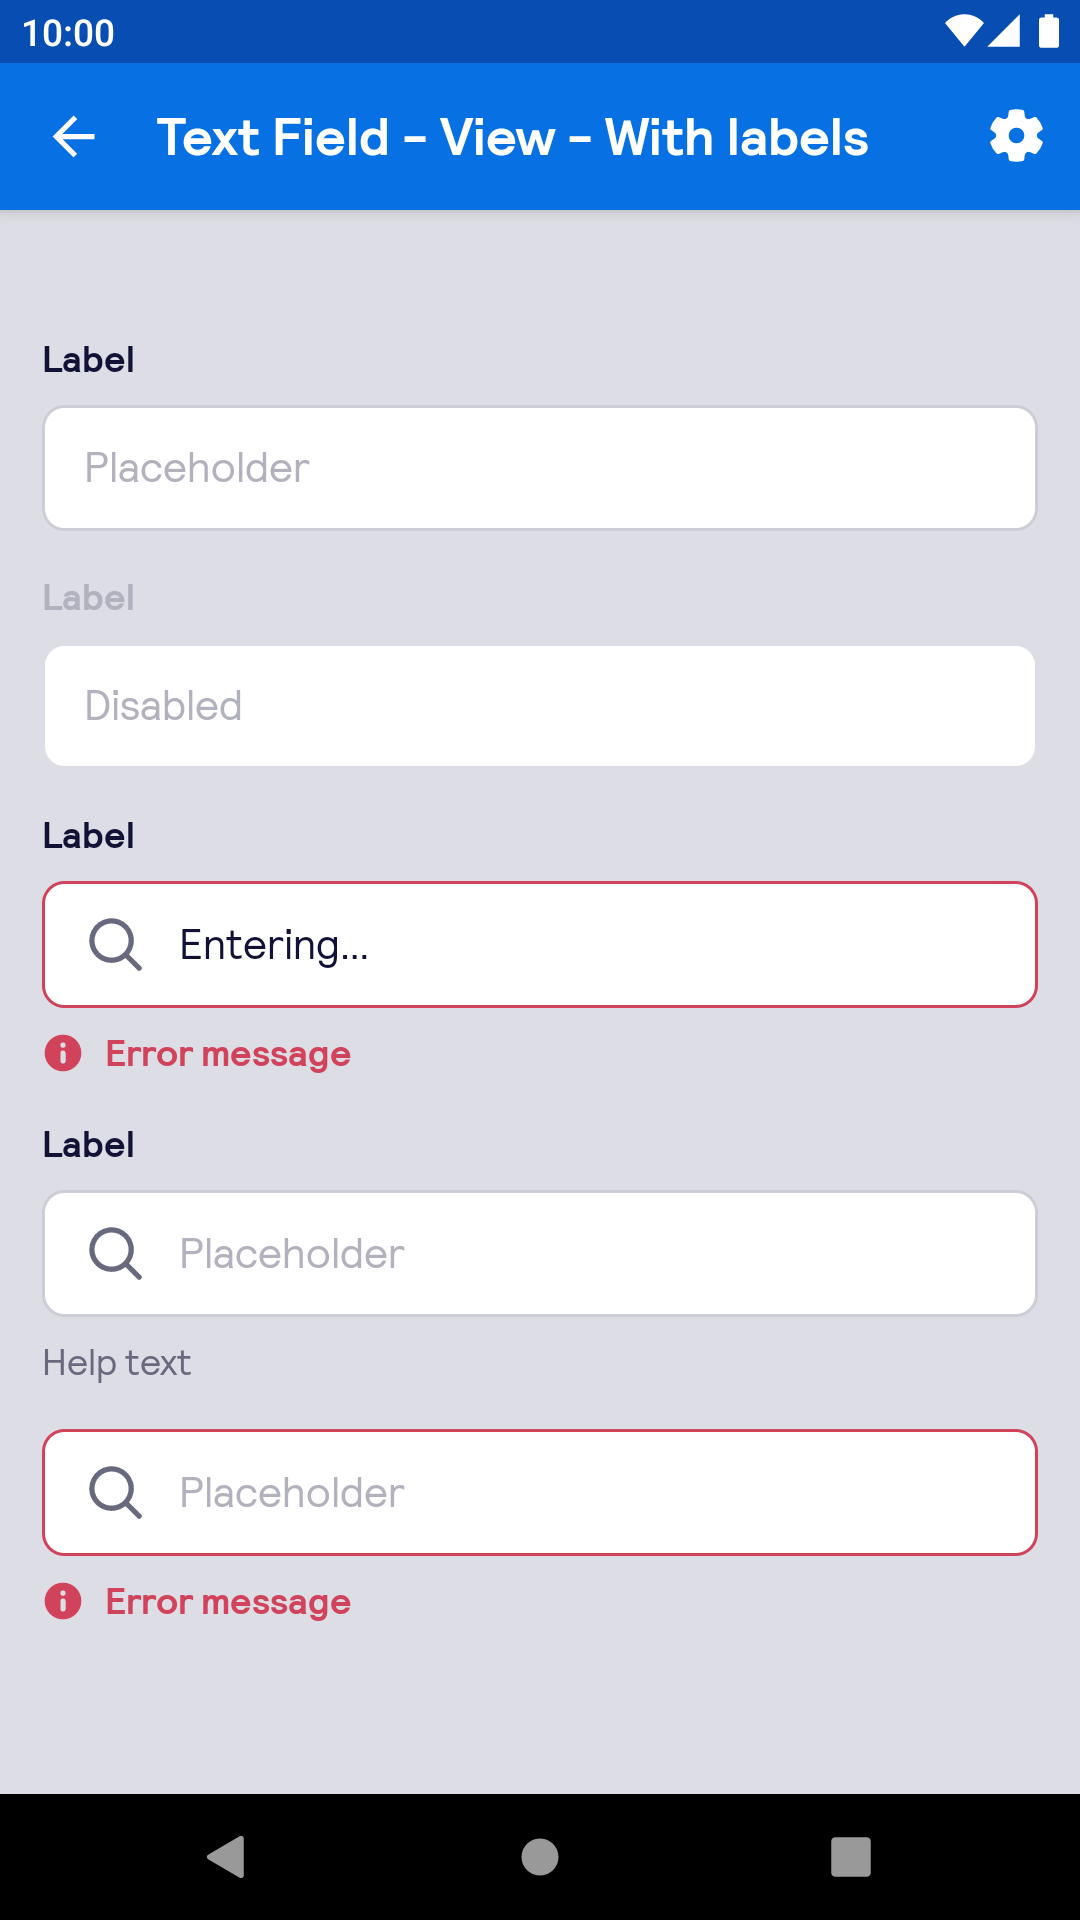 10:00
Text Field - View - With labels
Label
Placeholder
Label
Disabled
Label
Entering...
Error message
Label
Placeholder
Help text
Placeholder
Error message